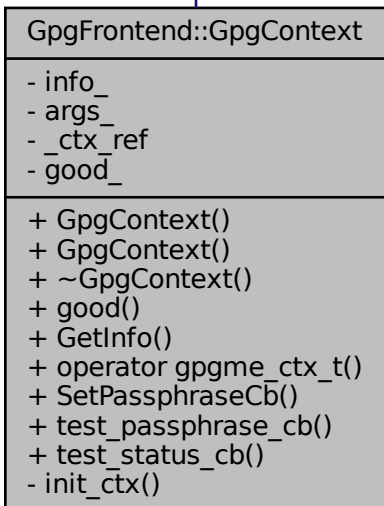 GpgFrontend::GpgContext
- info_
- args_
- _ctx_ref
- good_
+ GpgContext()
+ GpgContext()
+ ~GpgContext()
+ good()
+ GetInfo()
+ operator gpgme_ctx_t()
+ SetPassphraseCb()
+ test_passphrase_cb()
+ test_status_cb()
- init_ctx()